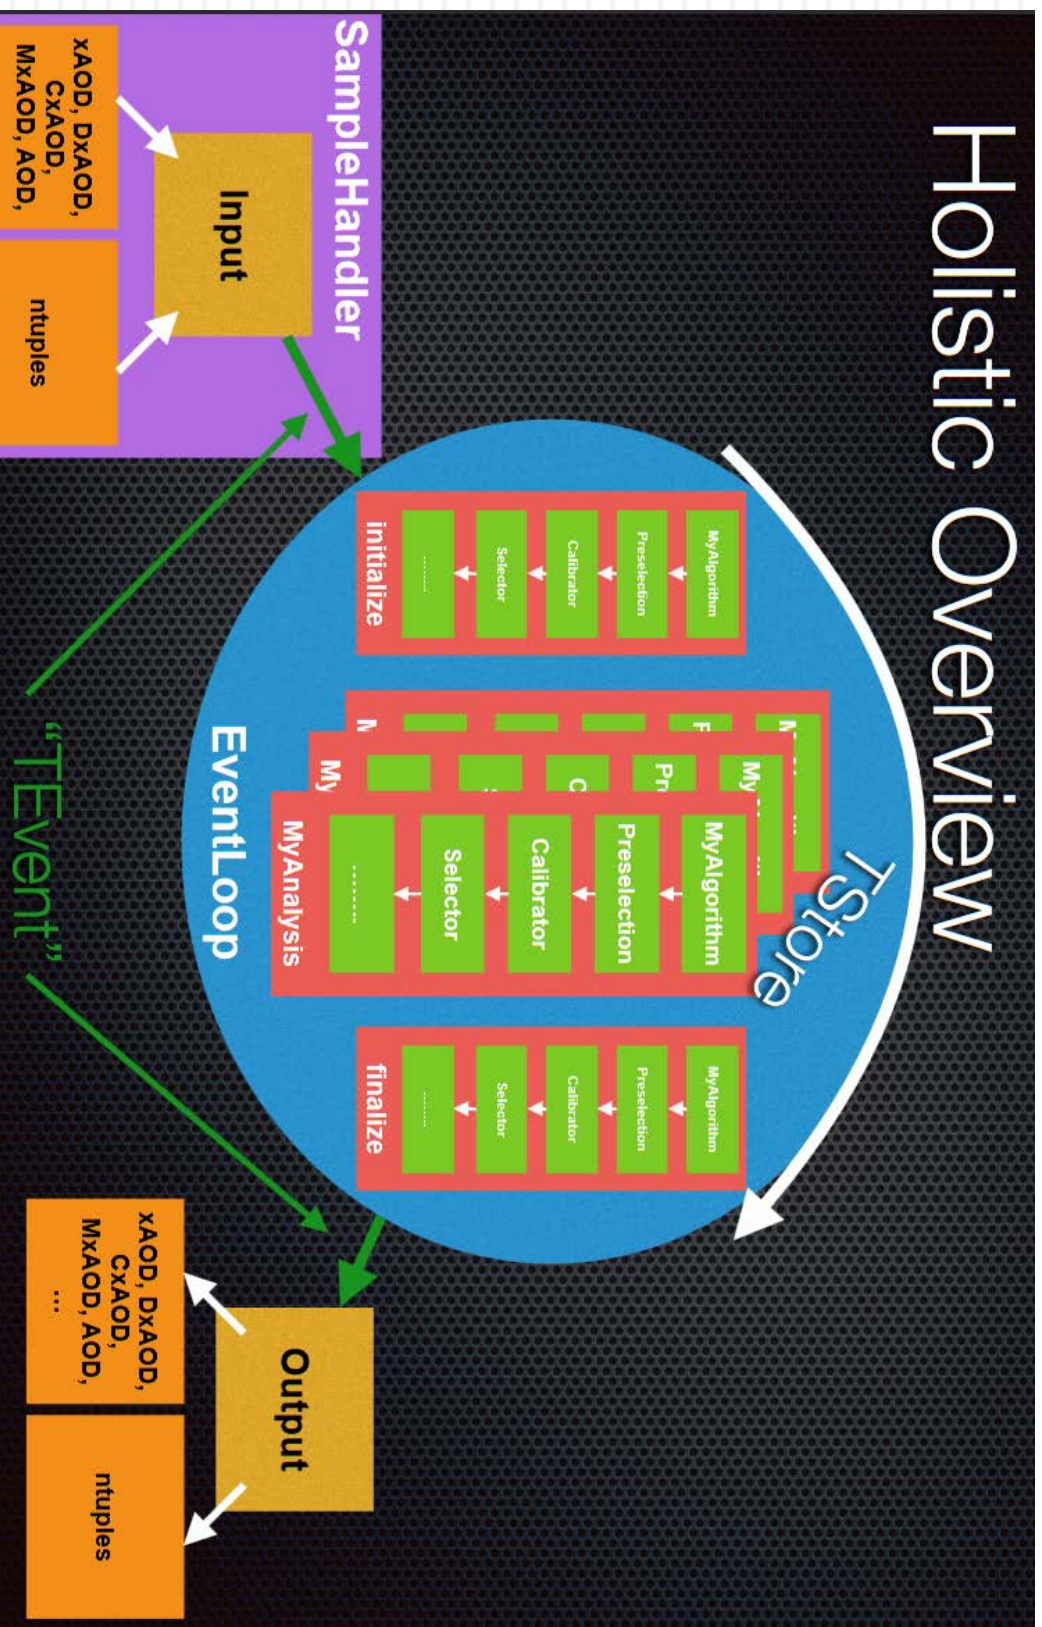 Holistic Overview
SampleHandler
Input
xAOD, DxAOD,
CxAOD,
MxAOD, AOD,
ntuples
TStore
MyAlgorithm
Preselection
Calibrator
Selector
........
initialize
My
MyAlgorithm
Preselection
Calibrator
Selector
........
MyAnalysis
MyAlgorithm
Preselection
Calibrator
Selector
........
finalize
EventLoop
“TEvent”
Output
xAOD, DxAOD,
CxAOD,
MxAOD, AOD,
...
ntuples